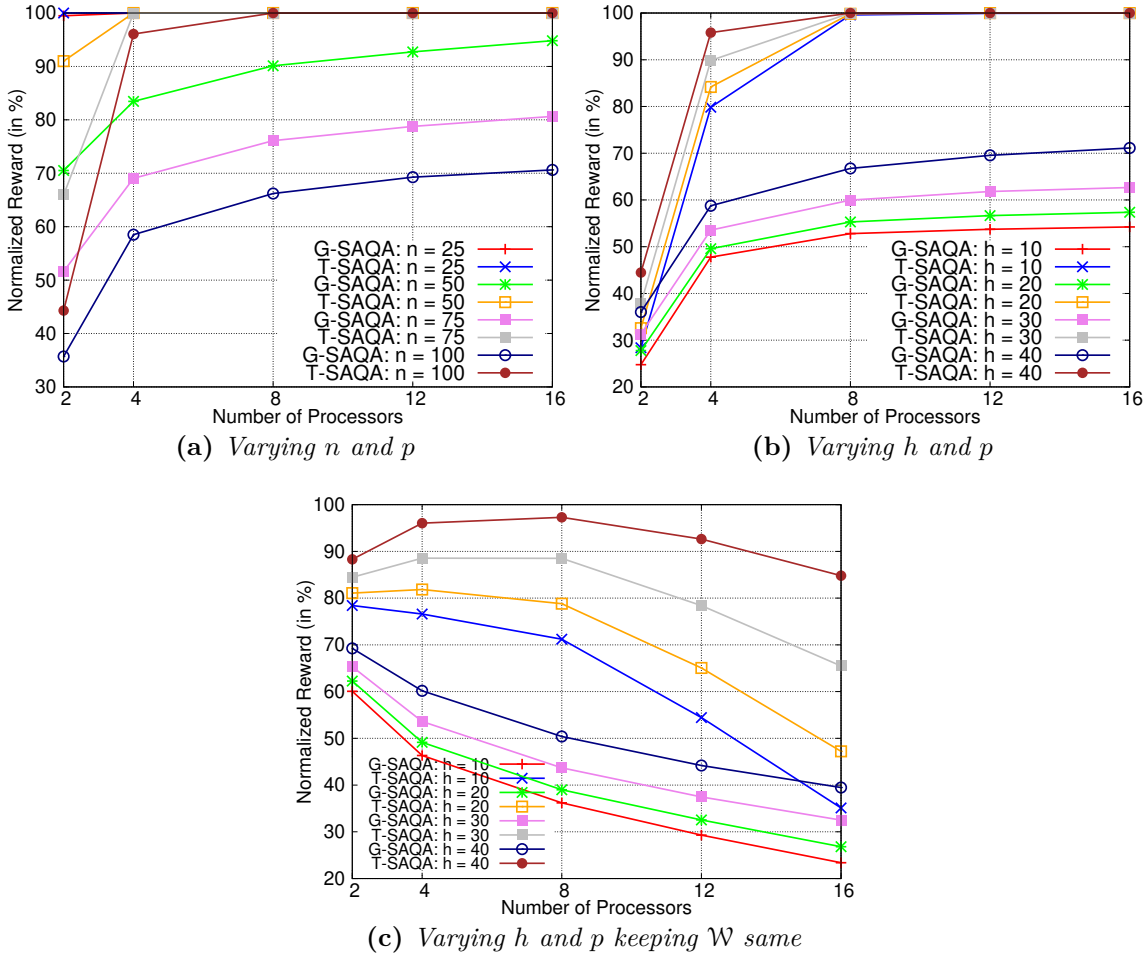 100
90
80
70
60
50
40
30
Normalized Reward (in %)
G-SAQA: n = 25
T-SAQA: n = 25
G-SAQA: n = 50
T-SAQA: n = 50
G-SAQA: n = 75
T-SAQA: n = 75
G-SAQA: n = 100
T-SAQA: n = 100
2 4 8 12 16
Number of Processors
(a) Varying n and p
100
90
80
70
60
50
40
30
20
Normalized Reward (in %)
G-SAQA: h = 10
T-SAQA: h = 10
G-SAQA: h = 20
T-SAQA: h = 20
G-SAQA: h = 30
T-SAQA: h = 30
G-SAQA: h = 40
T-SAQA: h = 40
2 4 8 12 16
Number of Processors
(b) Varying h and p
100
90
80
70
60
50
40
30
20
Normalized Reward (in %)
G-SAQA: h = 10
T-SAQA: h = 10
G-SAQA: h = 20
T-SAQA: h = 20
G-SAQA: h = 30
T-SAQA: h = 30
G-SAQA: h = 40
T-SAQA: h = 40
2 4 8 12 16
Number of Processors
(c) Varying h and p keeping W same